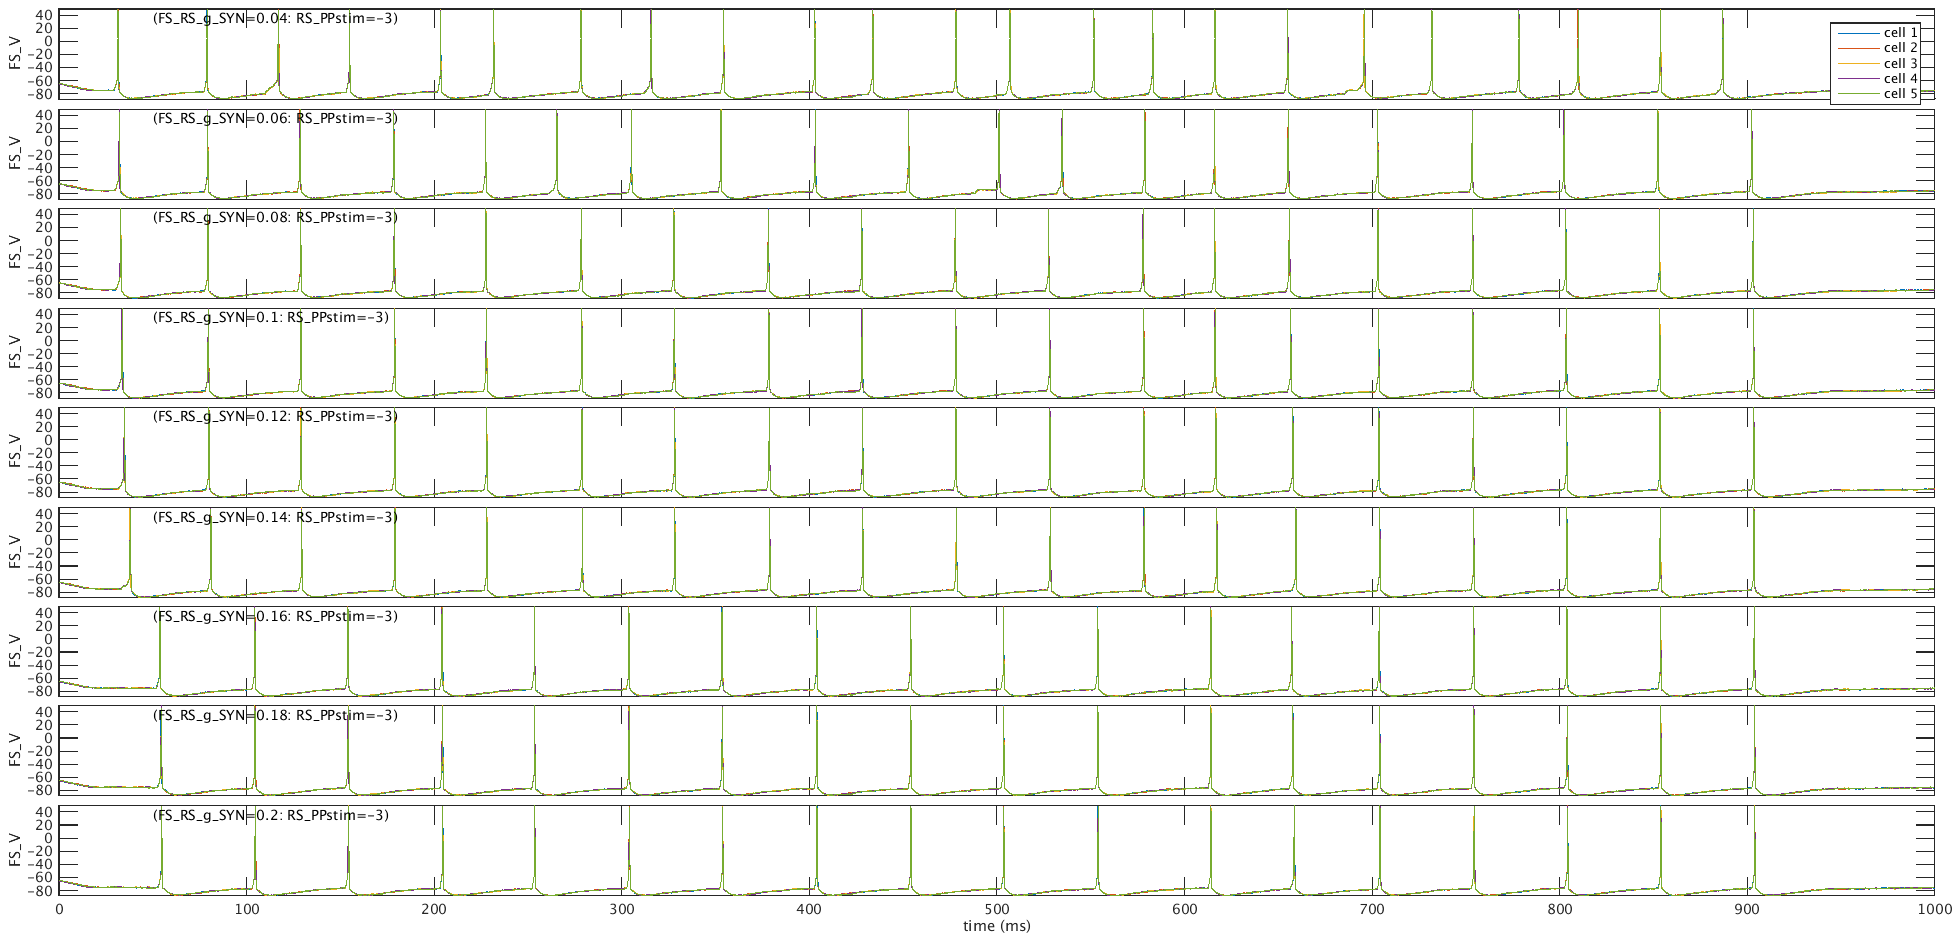 (FS_RS_g_SYN=0.04: RS_PPstim=−3)
FS_V
40
20
0
−20
−40
−60
−80
cell 1
cell 2
cell 3
cell 4
cell 5
(FS_RS_g_SYN=0.06: RS_PPstim=−3)
FS_V
40
20
0
−20
−40
−60
−80
(FS_RS_g_SYN=0.08: RS_PPstim=−3)
FS_V
40
20
0
−20
−40
−60
−80
(FS_RS_g_SYN=0.1: RS_PPstim=−3)
FS_V
40
20
0
−20
−40
−60
−80
(FS_RS_g_SYN=0.12: RS_PPstim=−3)
FS_V
40
20
0
−20
−40
−60
−80
(FS_RS_g_SYN=0.14: RS_PPstim=−3)
FS_V
40
20
0
−20
−40
−60
−80
(FS_RS_g_SYN=0.16: RS_PPstim=−3)
FS_V
40
20
0
−20
−40
−60
−80
(FS_RS_g_SYN=0.18: RS_PPstim=−3)
FS_V
40
20
0
−20
−40
−60
−80
(FS_RS_g_SYN=0.2: RS_PPstim=−3)
FS_V
40
20
0
−20
−40
−60
−80
0 100 200 300 400 500 600 700 800 900 1000
time (ms)